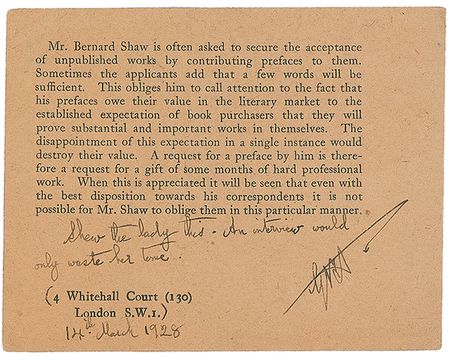 Mr. Bernard Shaw is often asked to secure the acceptance
of unpublished works by contributing prefaces to them.
Sometimes the applicants add that a few words will be
sufficient. This obliges him to call attention to the fact that
his prefaces owe their value in the literary market to the
established expectation of book purchasers that they will
prove substantial and important works in themselves. The
disappointment of this expectation in a single instance would
destroy their value. A request for a preface by him is there-
fore a request for a gift of some months of hard professional
work. When this is appreciated it will be seen that even with
the best disposition towards his correspondents it is not
possible for Mr. Shaw to oblige them in this particular manner.
Shew the lady this. An interview would
only waste her time.
GBS
(4 Whitehall Court (130)
London S.W.1.)
14th March 1928